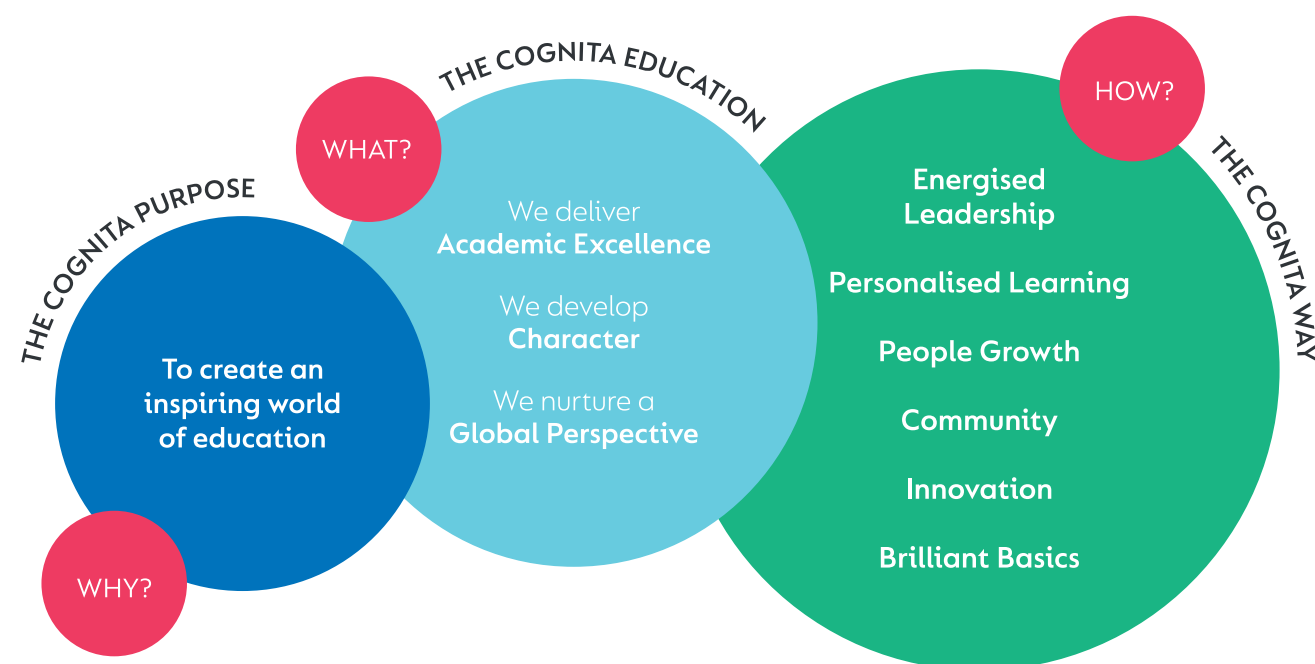 THE COGNITA PURPOSE
To create an
inspiring world
of education
WHY?
WHAT?
THE COGNITA EDUCATION
We deliver
Academic Excellence
We develop
Character
We nurture a
Global Perspective
HOW?
THE COGNITA WAY
Energised
Leadership
Personalised Learning
People Growth
Community
Innovation
Brilliant Basics